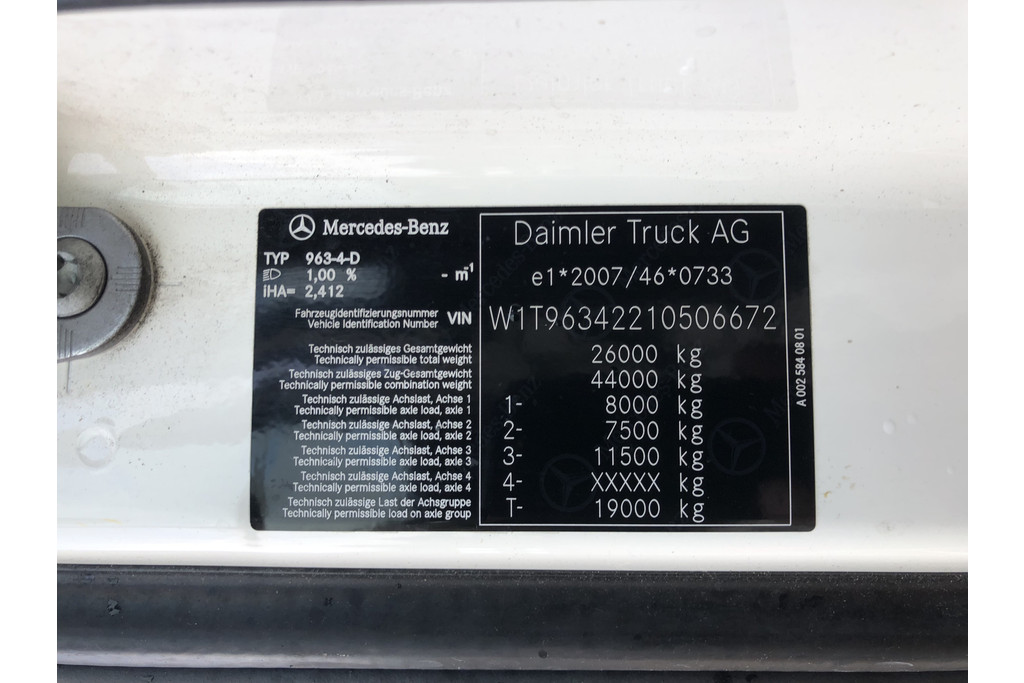 Mercedes-Benz
TYP 963-4-D
1,00 % - m⁻¹
iHA= 2,412
Daimler Truck AG
e1*2007/46*0733
Fahrzeugidentifizierungsnummer
Vehicle Identification Number
VIN W1T96342210506672
Technisch zulässiges Gesamtgewicht
Technically permissible total weight
26000 kg
Technisch zulässiges Zug-Gesamtgewicht
Technically permissible combination weight
44000 kg
Technisch zulässige Achslast, Achse 1
Technically permissible axle load, axle 1
1- 8000 kg
Technisch zulässige Achslast, Achse 2
Technically permissible axle load, axle 2
2- 7500 kg
Technisch zulässige Achslast, Achse 3
Technically permissible axle load, axle 3
3- 11500 kg
Technisch zulässige Achslast, Achse 4
Technically permissible axle load, axle 4
4- XXXXX kg
Technisch zulässige Last der Achsgruppe
Technically permissible load on axle group
T- 19000 kg
A 002 584 08 01